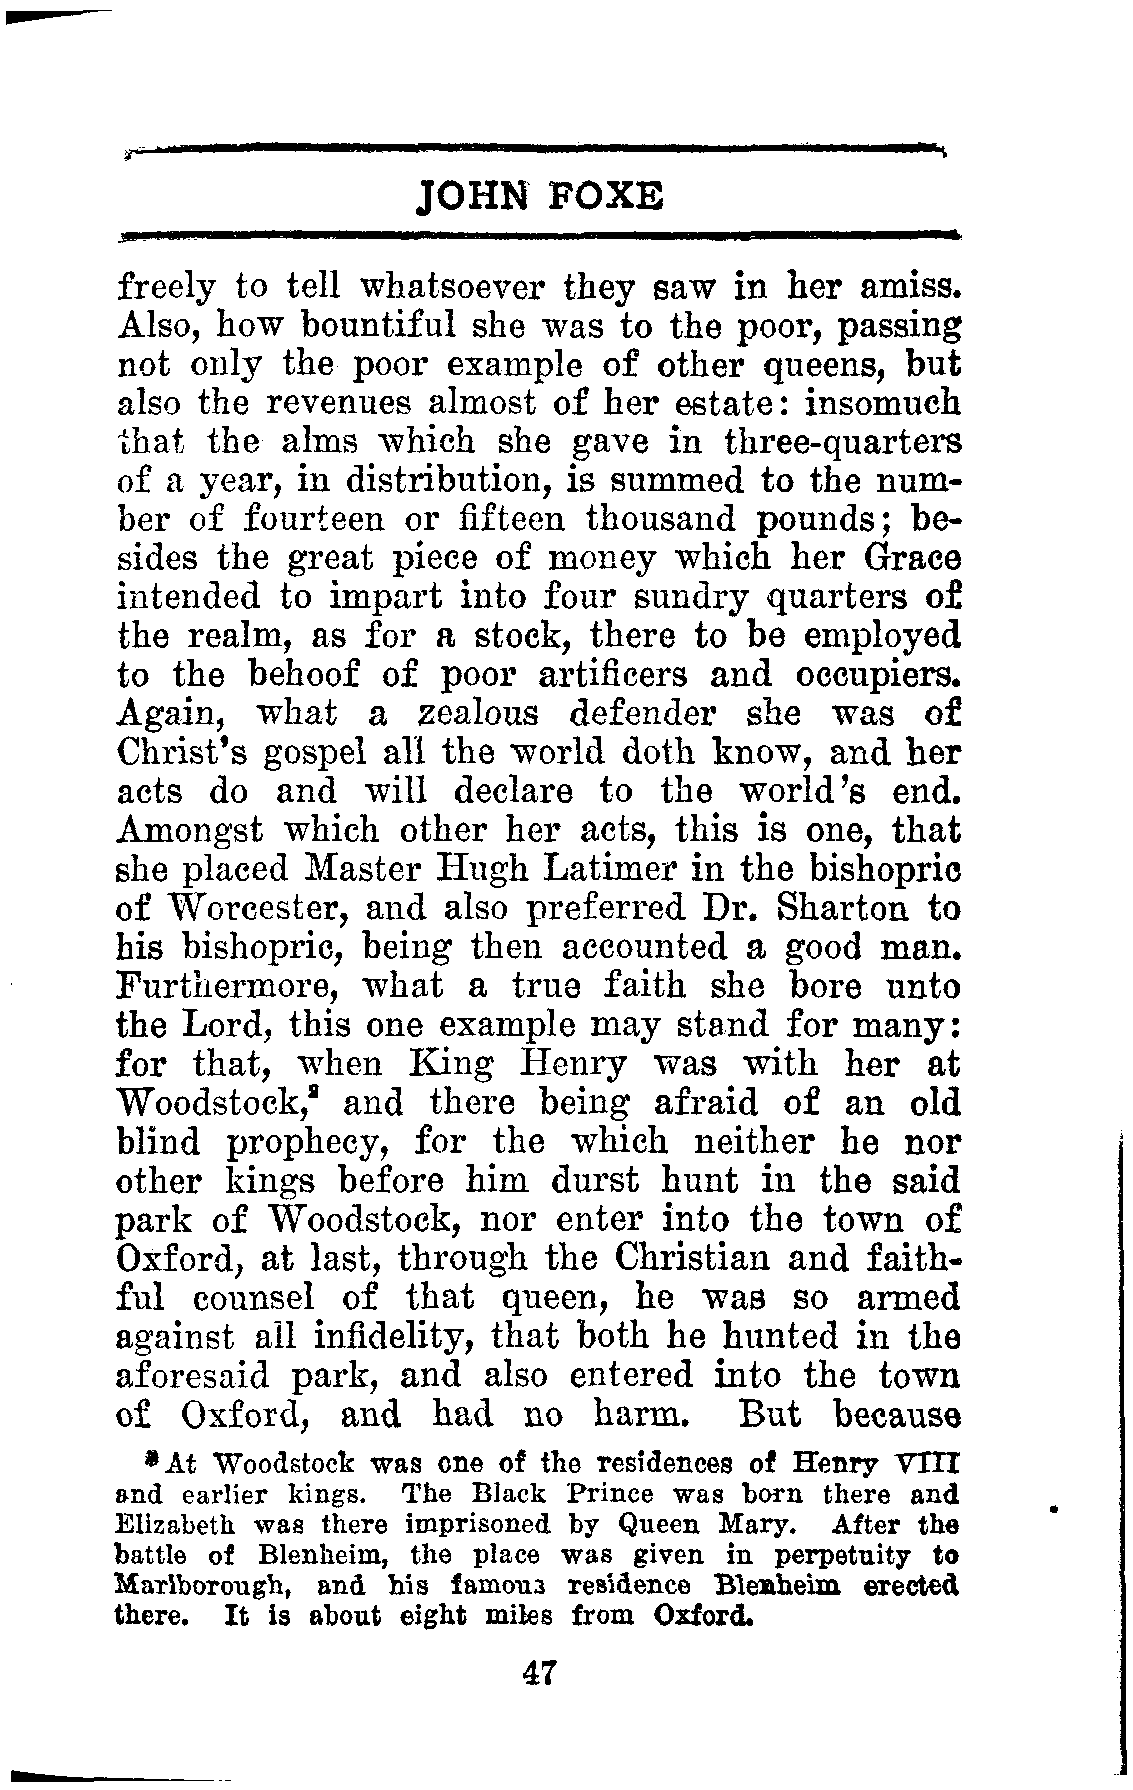 JOHN FOXE
freely to tell whatsoever they saw in her amiss.
Also, how bountiful she was to the poor, passing
not only the poor example of other queens, but
also the revenues almost of her estate: insomuch
that the alms which she gave in three-quarters
of a year, in distribution, is summed to the num-
ber of fourteen or fifteen thousand pounds; be-
sides the great piece of money which her Grace
intended to impart into four sundry quarters of
the realm, as for a stock, there to be employed
to the behoof of poor artificers and occupiers.
Again, what a zealous defender she was of
Christ's gospel all the world doth know, and her
acts do and will declare to the world's end.
Amongst which other her acts, this is one, that
she placed Master Hugh Latimer in the bishopric
of Worcester, and also preferred Dr. Sharton to
his bishopric, being then accounted a good man.
Furthermore, what a true faith she bore unto
the Lord, this one example may stand for many:
for that, when King Henry was with her at
Woodstock, and there being afraid of an old
blind prophecy, for the which neither he nor
other kings before him durst hunt in the said
park of Woodstock, nor enter into the town of
Oxford, at last, through the Christian and faith-
ful counsel of that queen, he was so armed
against all infidelity, that both he hunted in the
aforesaid park, and also entered into the town
of Oxford, and had no harm. But because
At Woodstock was one of the residences of Henry VIII
and earlier kings. The Black Prince was born there and
Elizabeth was there imprisoned by Queen Mary. After the
battle of Blenheim, the place was given in perpetuity to
Marlborough, and his famous residence Blenheim erected
there. It is about eight miles from Oxford.
47